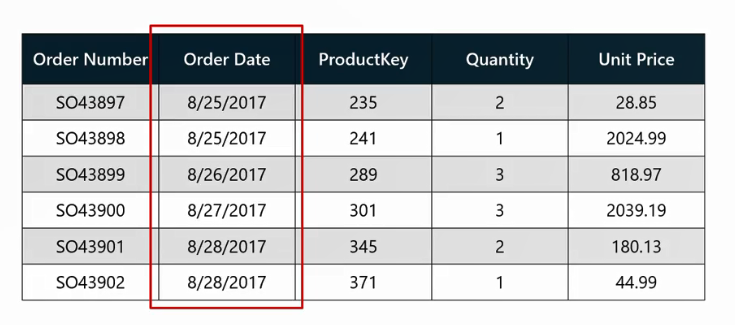 Order Number Order Date ProductKey Quantity Unit Price
SO43897 8/25/2017 235 2 28.85
SO43898 8/25/2017 241 1 2024.99
SO43899 8/26/2017 289 3 818.97
SO43900 8/27/2017 301 3 2039.19
SO43901 8/28/2017 345 2 180.13
SO43902 8/28/2017 371 1 44.99